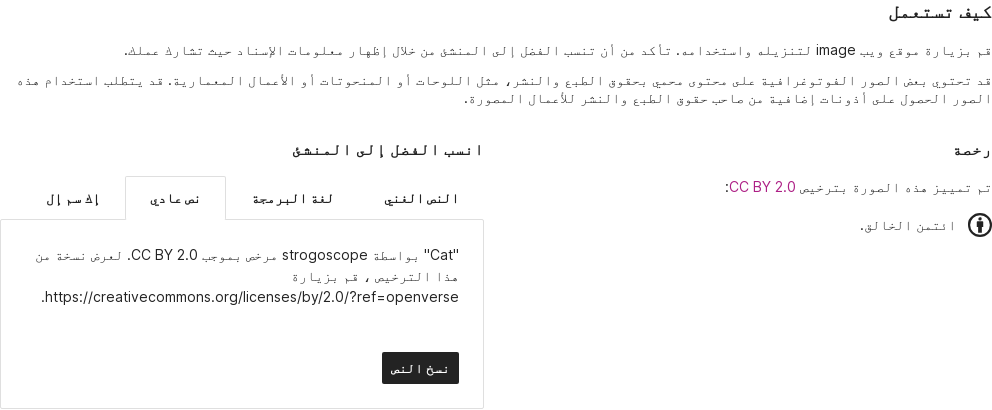 كيف تستعمل
قم بزيارة موقع ويب image لتنزيله واستخدامه. تأكد من أن تنسب الفضل إلى المنشئ من خلال إظهار معلومات الإسناد حيث تشارك عملك.
قد تحتوي بعض الصور الفوتوغرافية على محتوى محمي بحقوق الطبع والنشر، مثل اللوحات أو المنحوتات أو الأعمال المعمارية. قد يتطلب استخدام هذه
الصور الحصول على أذونات إضافية من صاحب حقوق الطبع والنشر للأعمال المصورة.
رخصة
تم تمييز هذه الصورة بترخيص CC BY 2.0:
ائتمن الخالق.
انسب الفضل إلى المنشئ
النص الغني
لغة البرمجة
نص عادي
إك سم إل
"Cat" بواسطة strogoscope مرخص بموجب CC BY 2.0. لعرض نسخة من
هذا الترخيص ، قم بزيارة
https://creativecommons.org/licenses/by/2.0/?ref=openverse.
نسخ النص